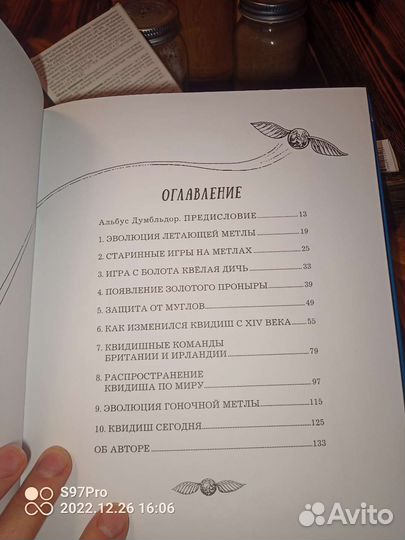 ОГЛАВЛЕНИЕ
Альбус Думбльдор. ПРЕДИСЛОВИЕ 13
1. ЭВОЛЮЦИЯ ЛЕТАЮЩЕЙ МЕТЛЫ 19
2. СТАРИННЫЕ ИГРЫ НА МЕТЛАХ 25
3. ИГРА С БОЛОТА КВЁЛАЯ ДИЧЬ 33
4. ПОЯВЛЕНИЕ ЗОЛОТОГО ПРОНЫРЫ 39
5. ЗАЩИТА ОТ МУГЛОВ 49
6. КАК ИЗМЕНИЛСЯ КВИДИШ С XIV ВЕКА 55
7. КВИДИШНЫЕ КОМАНДЫ
БРИТАНИИ И ИРЛАНДИИ 79
8. РАСПРОСТРАНЕНИЕ
КВИДИША ПО МИРУ 97
9. ЭВОЛЮЦИЯ ГОНОЧНОЙ МЕТЛЫ 115
10. КВИДИШ СЕГОДНЯ 125
ОБ АВТОРЕ 133
S97Pro
2022.12.26 16:06
Avito